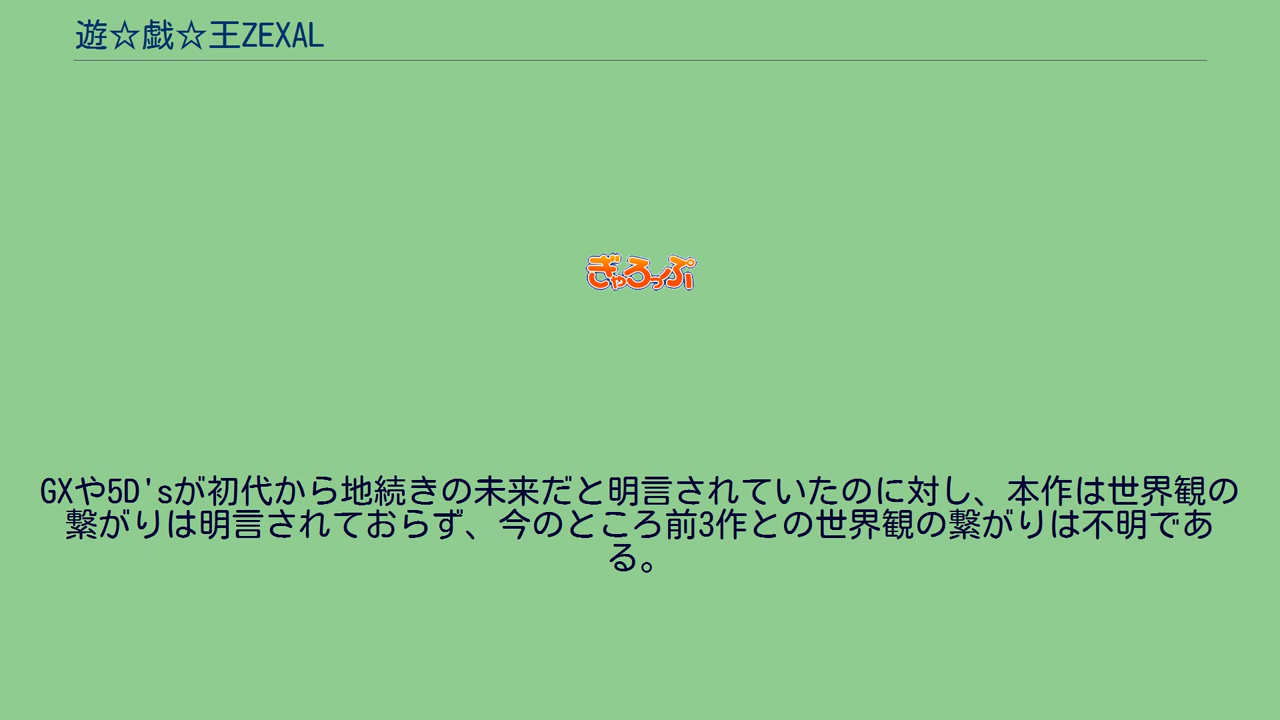 遊☆戯☆王ZEXAL
ぎゃろっぷ
GXや5D'sが初代から地続きの未来だと明言されていたのに対し、本作は世界観の
繋がりは明言されておらず、今のところ前3作との世界観の繋がりは不明であ
る。